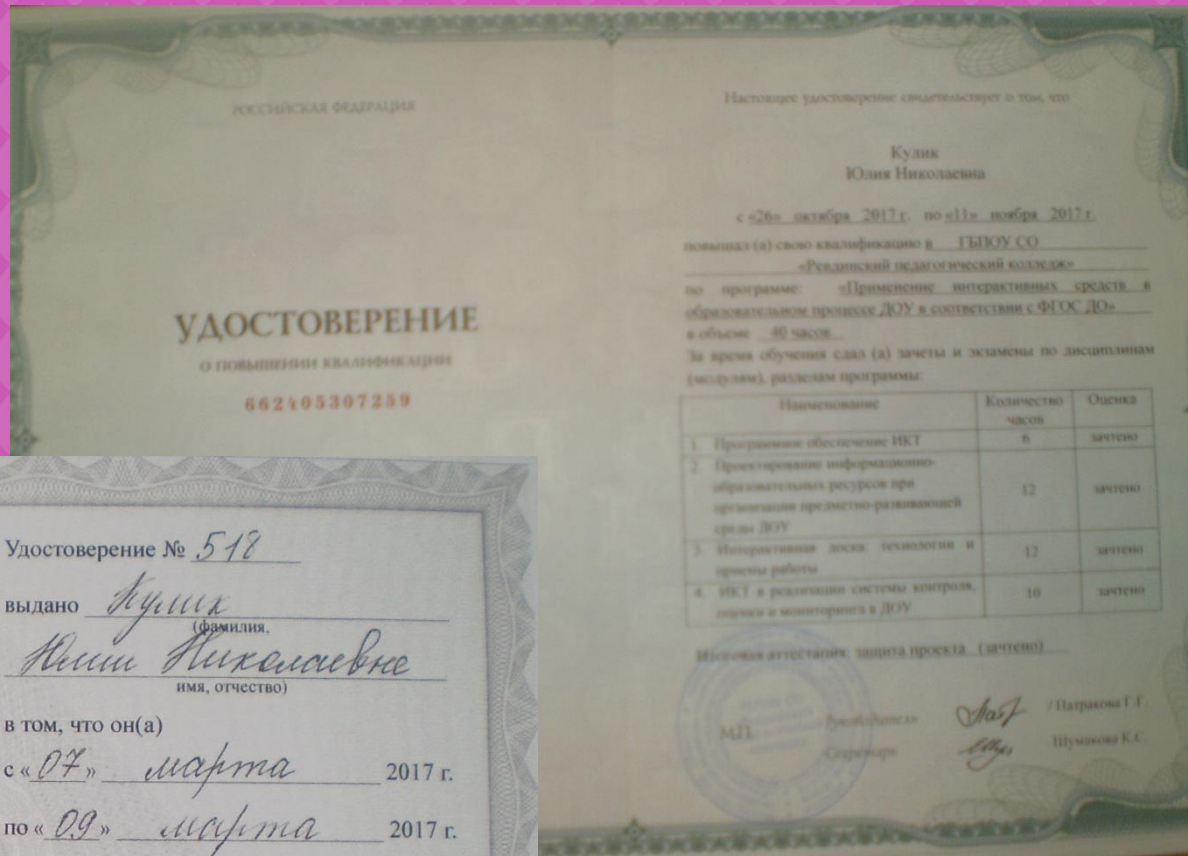 РОССИЙСКАЯ ФЕДЕРАЦИЯ
УДОСТОВЕРЕНИЕ
О ПОВЫШЕНИИ КВАЛИФИКАЦИИ
662405307259
Настоящее удостоверение свидетельствует о том, что
Кулик
Юлия Николаевна
с «26» октября 2017 г. по «11» ноября 2017 г.
повышал (а) свою квалификацию в ГБПОУ СО
«Ревдинский педагогический колледж»
по программе: «Применение интерактивных средств в
образовательном процессе ДОУ в соответствии с ФГОС ДО»
в объеме 40 часов
За время обучения сдал (а) зачеты и экзамены по дисциплинам
(модулям), разделам программы:
Наименование Количество часов Оценка
1. Программное обеспечение ИКТ 6 зачтено
2. Проектирование информационно-
образовательных ресурсов при
организации предметно-развивающей
среды ДОУ 12 зачтено
3. Интерактивная доска: технологии и
приемы работы 12 зачтено
4. ИКТ в реализации системы контроля,
оценки и мониторинга в ДОУ 10 зачтено
Итоговая аттестация: защита проекта (зачтено)
М.П. Руководитель / Патракова Г.Г.
Секретарь Шумакова К.С.
Удостоверение № 518
выдано Кулик
(фамилия,
Юлии Николаевне
имя, отчество)
в том, что он(а)
с «07» марта 2017 г.
по «09» марта 2017 г.